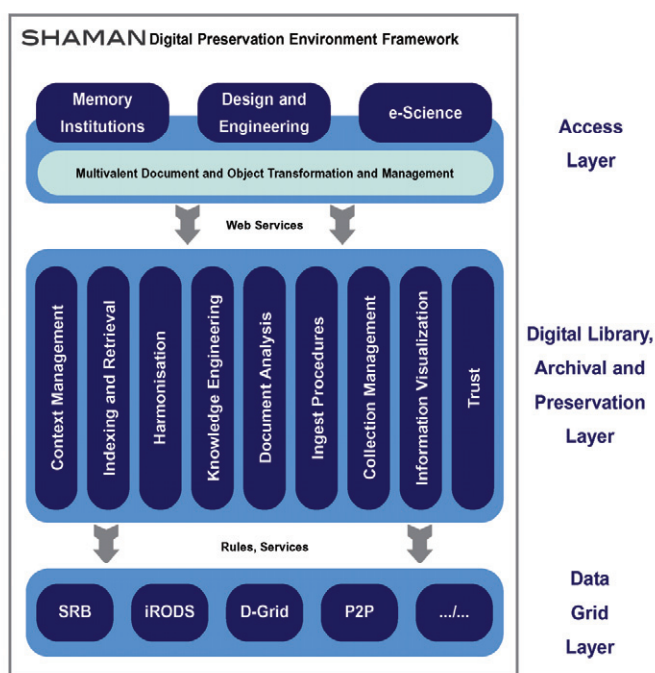 SHAMAN Digital Preservation Environment Framework
Memory
Institutions
Design and
Engineering
e-Science
Multivalent Document and Object Transformation and Management
Access
Layer
Web Services
Context Management
Indexing and Retrieval
Harmonisation
Knowledge Engineering
Document Analysis
Ingest Procedures
Collection Management
Information Visualization
Trust
Digital Library,
Archival and
Preservation
Layer
Rules, Services
SRB
iRODS
D-Grid
P2P
.../...
Data
Grid
Layer